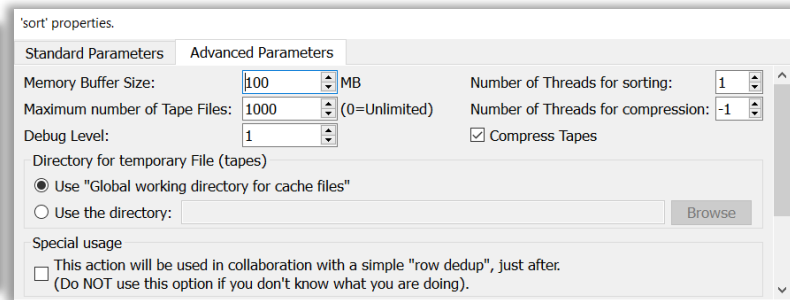 'sort' properties.
Standard Parameters Advanced Parameters
Memory Buffer Size: 100 MB Number of Threads for sorting: 1
Maximum number of Tape Files: 1000 (0=Unlimited) Number of Threads for compression: -1
Debug Level: 1 Compress Tapes
Directory for temporary File (tapes)
Use "Global working directory for cache files"
Use the directory: Browse
Special usage
This action will be used in collaboration with a simple "row dedup", just after.
(Do NOT use this option if you don't know what you are doing).